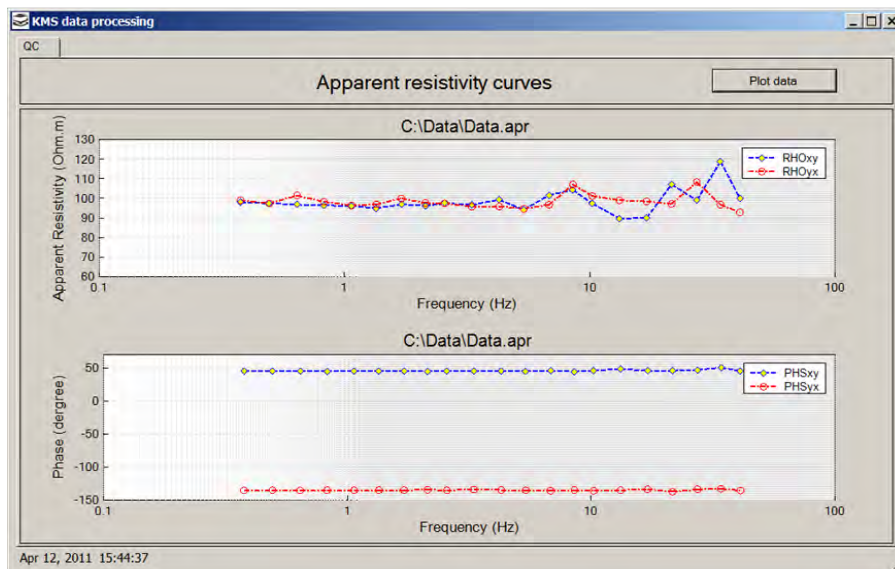 KMS data processing
QC
Apparent resistivity curves
Plot data
C:\Data\Data.apr
Apparent Resistivity (Ohm.m)
130
120
110
100
90
80
70
60
RHOxy
RHOyx
0.1 1 10 100
Frequency (Hz)
C:\Data\Data.apr
Phase (dergree)
50
0
-50
-100
-150
PHSxy
PHSyx
0.1 1 10 100
Frequency (Hz)
Apr 12, 2011 15:44:37